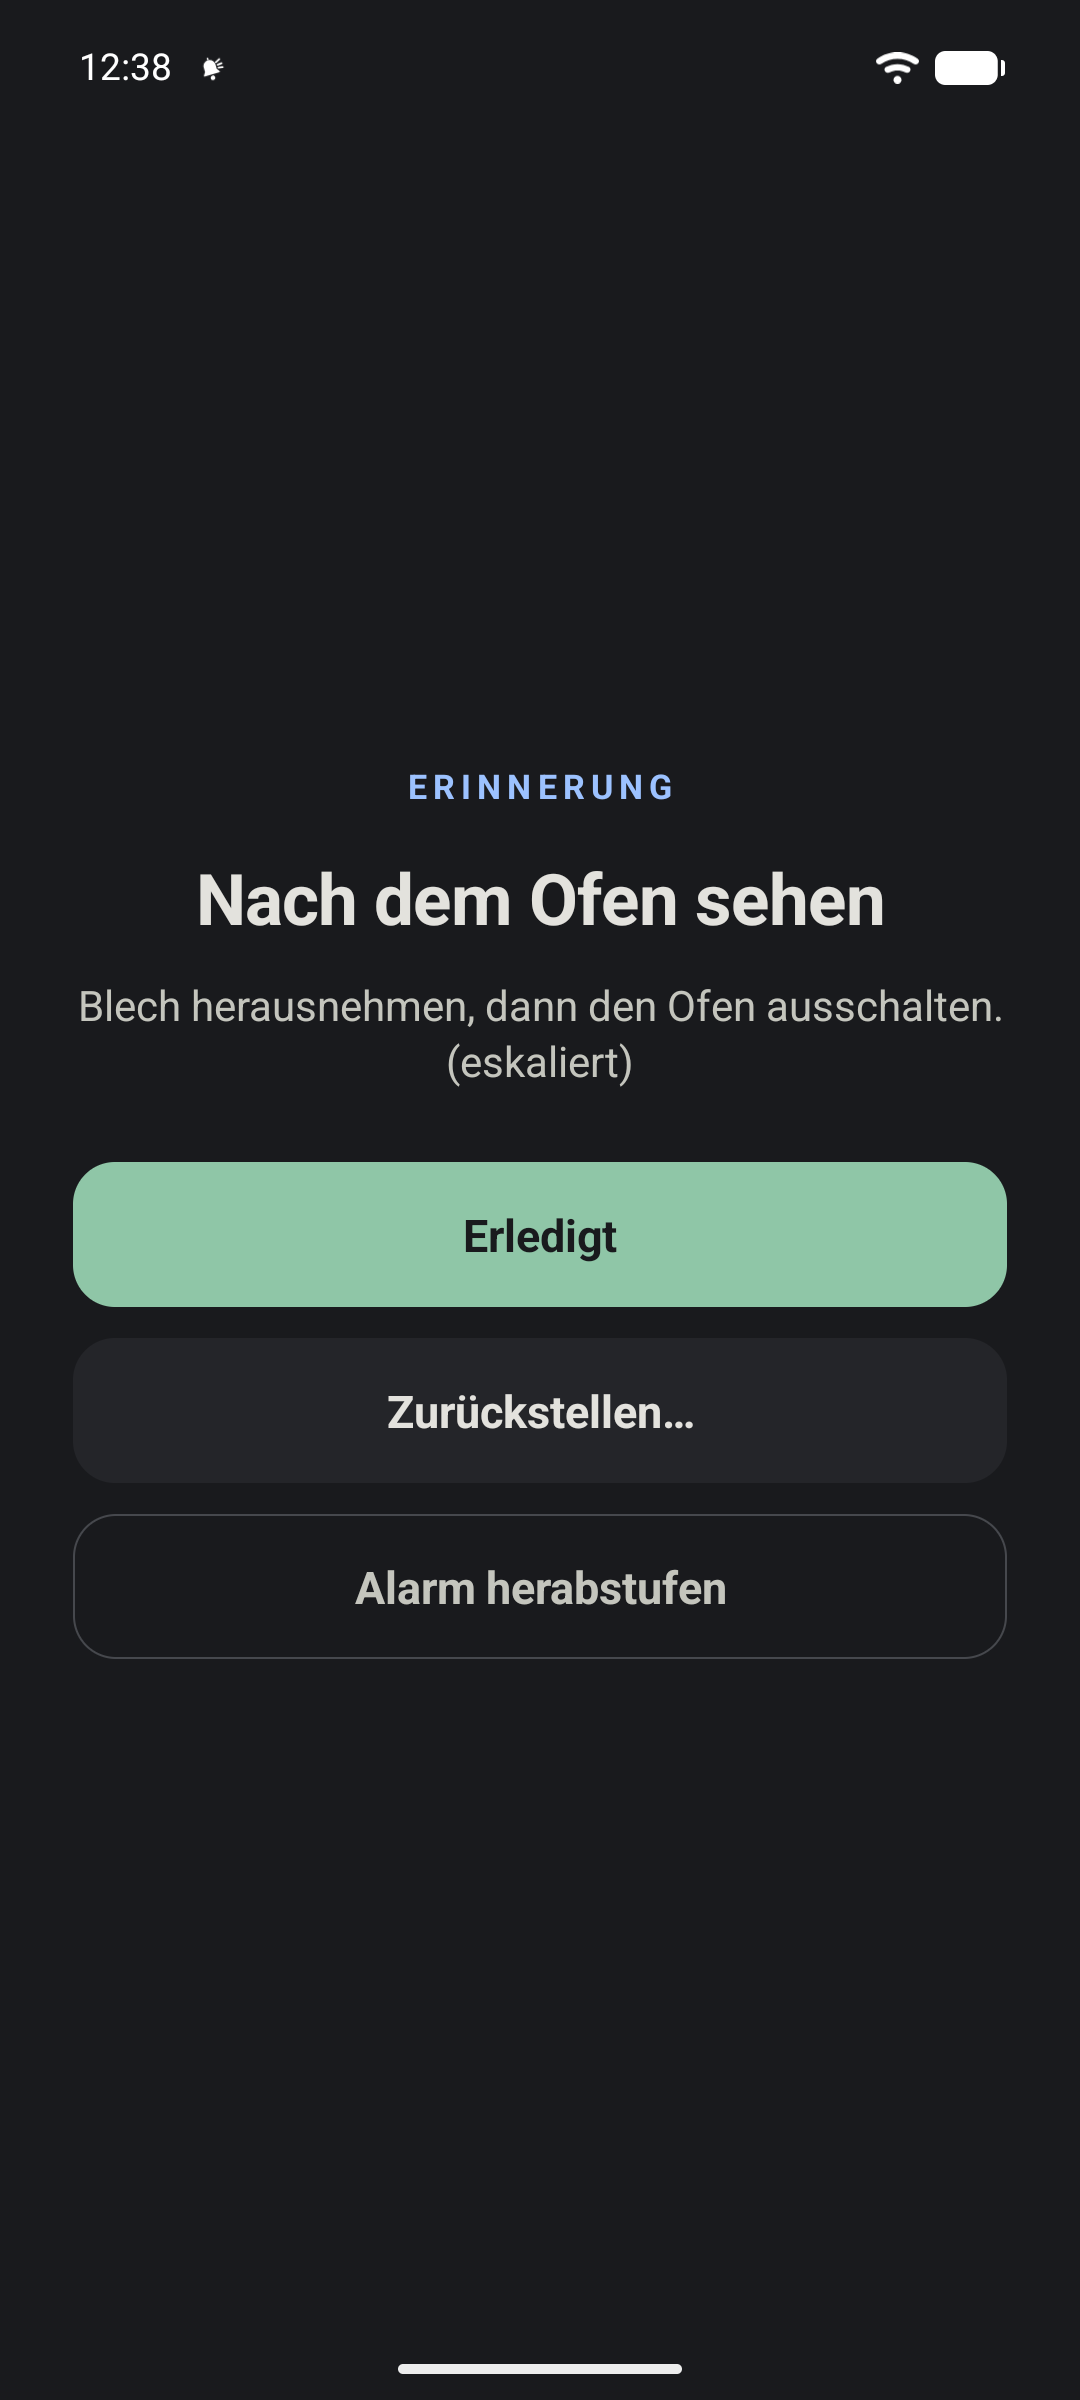 12:38
ERINNERUNG
Nach dem Ofen sehen
Blech herausnehmen, dann den Ofen ausschalten.
(eskaliert)
Erledigt
Zurückstellen…
Alarm herabstufen